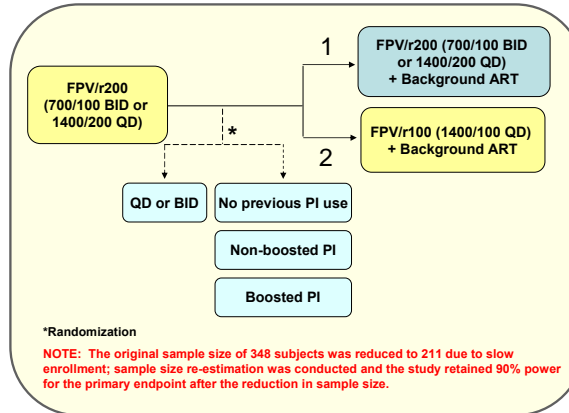 1
FPV/r200 (700/100 BID
or 1400/200 QD)
+ Background ART
FPV/r200
(700/100 BID or
1400/200 QD)
*
2
FPV/r100 (1400/100 QD)
+ Background ART
QD or BID
No previous PI use
Non-boosted PI
Boosted PI
*Randomization
NOTE: The original sample size of 348 subjects was reduced to 211 due to slow
enrollment; sample size re-estimation was conducted and the study retained 90% power
for the primary endpoint after the reduction in sample size.